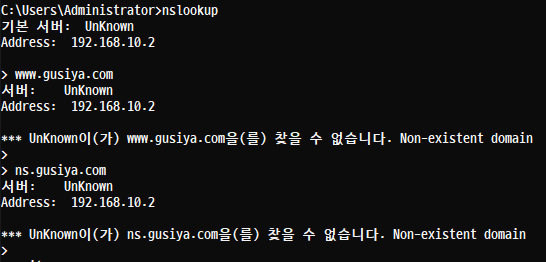 C:\Users\Administrator>nslookup
기본 서버:  UnKnown
Address:  192.168.10.2

> www.gusiya.com
서버:    UnKnown
Address:  192.168.10.2

*** UnKnown이(가) www.gusiya.com을(를) 찾을 수 없습니다. Non-existent domain
>
> ns.gusiya.com
서버:    UnKnown
Address:  192.168.10.2

*** UnKnown이(가) ns.gusiya.com을(를) 찾을 수 없습니다. Non-existent domain
>